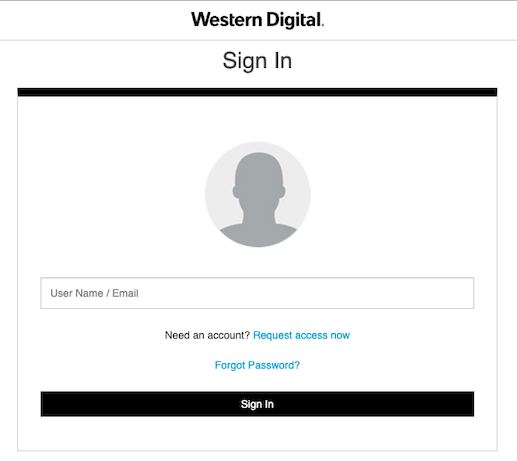 Western Digital.
Sign In
User Name / Email
Need an account? Request access now
Forgot Password?
Sign In